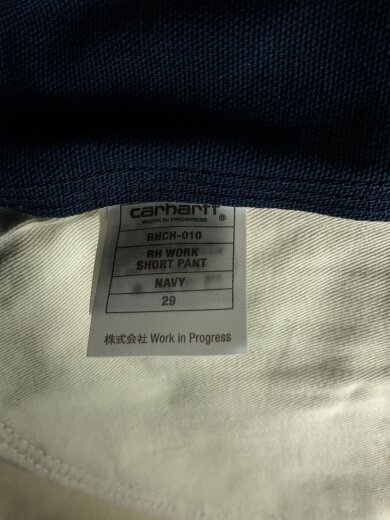 carhartt
WORK IN PROGRESS
RHCH-010
RH WORK
SHORT PANT
NAVY
29
株式会社 Work in Progress